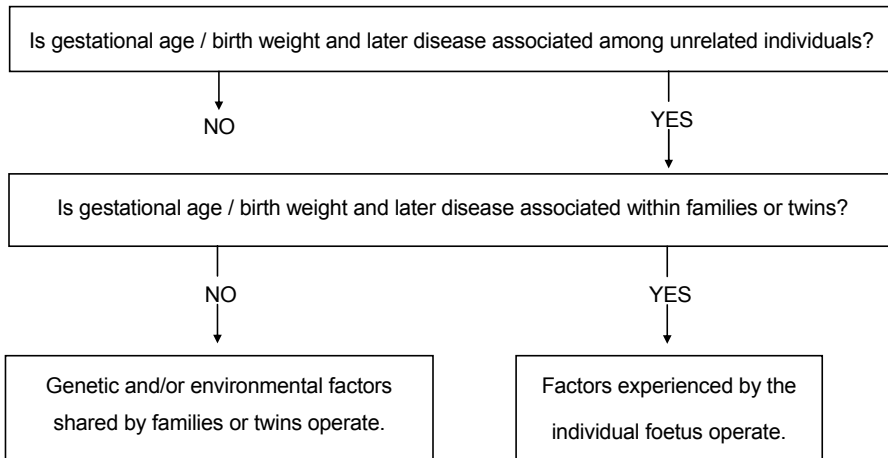 Is gestational age / birth weight and later disease associated among unrelated individuals?
NO
YES
Is gestational age / birth weight and later disease associated within families or twins?
NO
YES
Genetic and/or environmental factors
shared by families or twins operate.
Factors experienced by the
individual foetus operate.